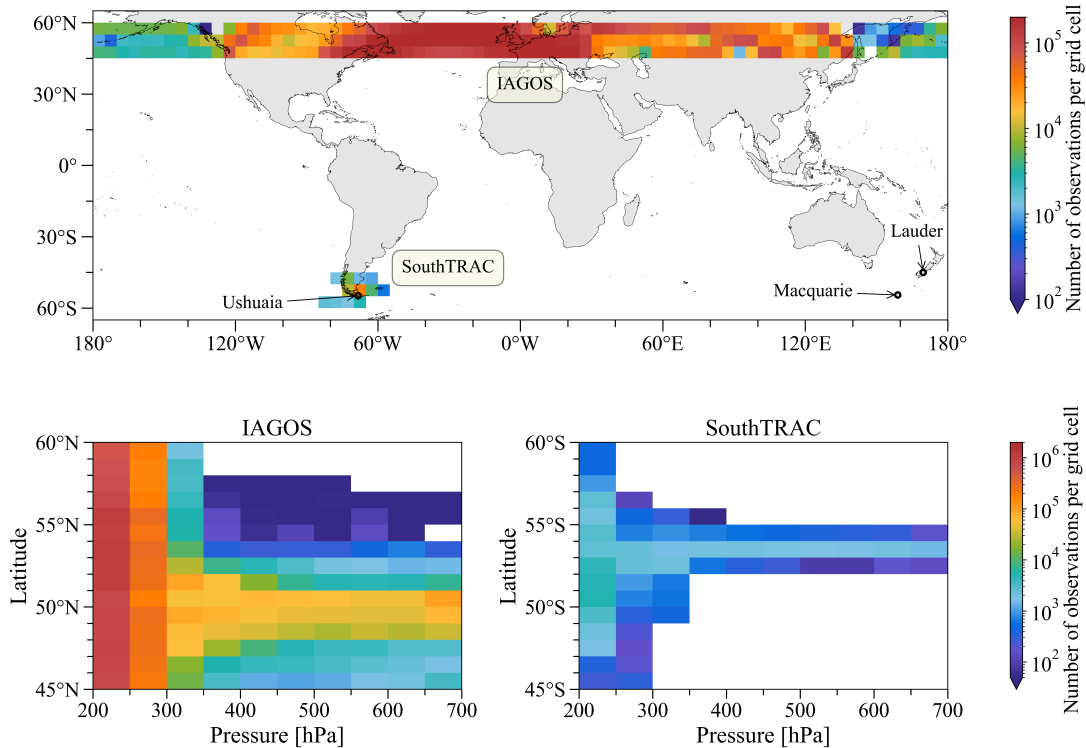 60°N
30°N
0°
30°S
60°S
180°
120°W
60°W
0°W
60°E
120°E
180°
IAGOS
SouthTRAC
Ushuaia
Lauder
Macquarie
10⁵
10⁴
10³
10²
Number of observations per grid cell
IAGOS
60°N
55°N
50°N
45°N
Latitude
200
300
400
500
600
700
Pressure [hPa]
SouthTRAC
60°S
55°S
50°S
45°S
Latitude
200
300
400
500
600
700
Pressure [hPa]
10⁶
10⁵
10⁴
10³
10²
Number of observations per grid cell